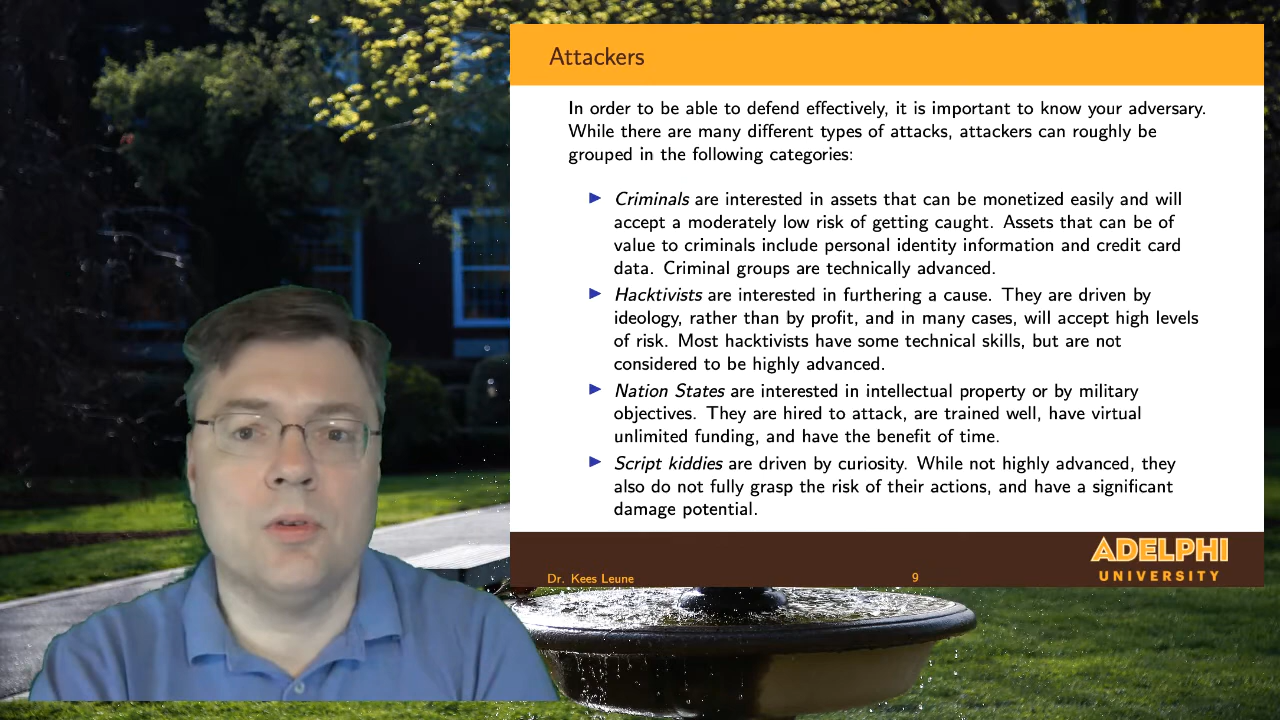 Attackers
In order to be able to defend effectively, it is important to know your adversary.
While there are many different types of attacks, attackers can roughly be
grouped in the following categories:
► Criminals are interested in assets that can be monetized easily and will
accept a moderately low risk of getting caught. Assets that can be of
value to criminals include personal identity information and credit card
data. Criminal groups are technically advanced.
► Hacktivists are interested in furthering a cause. They are driven by
ideology, rather than by profit, and in many cases, will accept high levels
of risk. Most hacktivists have some technical skills, but are not
considered to be highly advanced.
► Nation States are interested in intellectual property or by military
objectives. They are hired to attack, are trained well, have virtual
unlimited funding, and have the benefit of time.
► Script kiddies are driven by curiosity. While not highly advanced, they
also do not fully grasp the risk of their actions, and have a significant
damage potential.
ADELPHI
UNIVERSITY
Dr. Kees Leune 9